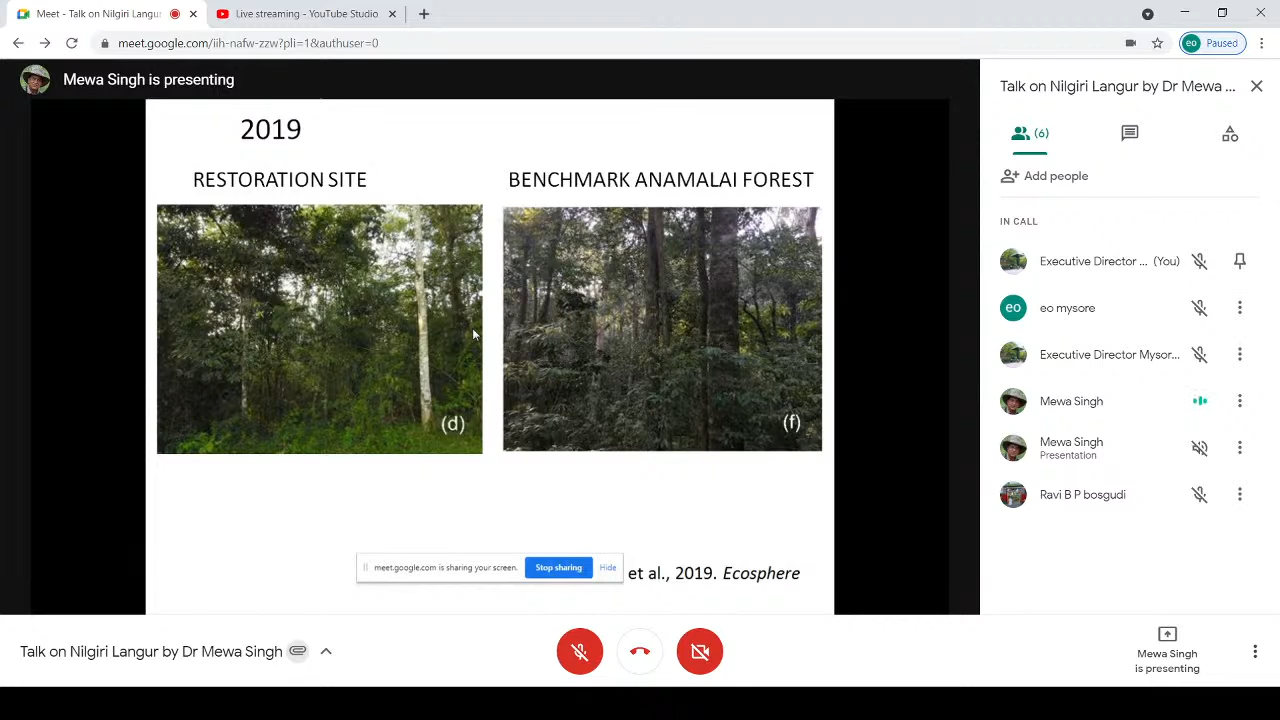 Meet - Talk on Nilgiri Langur
Live streaming - YouTube Studio
meet.google.com/iih-nafw-zzw?pli=1&authuser=0
eo Paused
Mewa Singh is presenting
2019
RESTORATION SITE
BENCHMARK ANAMALAI FOREST
(d)
(f)
meet.google.com is sharing your screen.
Stop sharing
Hide
et al., 2019. Ecosphere
Talk on Nilgiri Langur by Dr Mewa ...
(6)
Add people
IN CALL
Executive Director ... (You)
eo
eo mysore
Executive Director Mysor...
Mewa Singh
Mewa Singh
Presentation
Ravi B P bosgudi
Talk on Nilgiri Langur by Dr Mewa Singh
Mewa Singh
is presenting